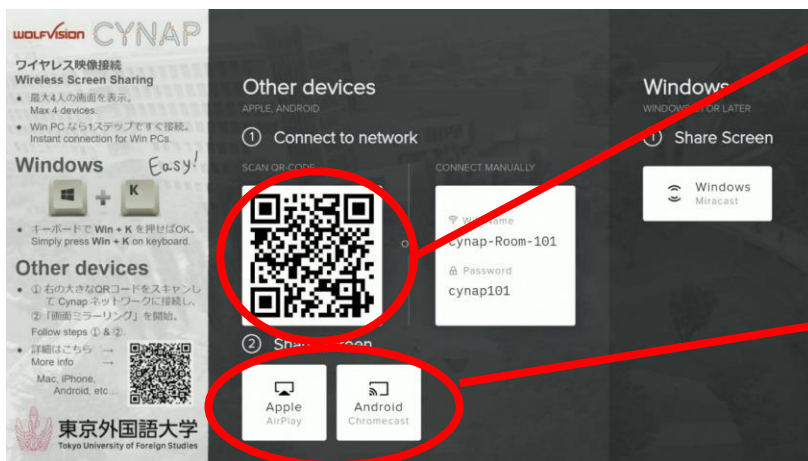 WOLFVISION CYNAP
ワイヤレス映像接続
Wireless Screen Sharing
• 最大4人の画面を表示。
Max 4 devices.
• Win PC なら1ステップですぐ接続。
Instant connection for Win PCs.
Windows Easy!
+ K
• キーボードで Win + K を押せばOK。
Simply press Win + K on keyboard.
Other devices
• ① 右の大きなQRコードをスキャンし
て Cynap ネットワークに接続し、
② 「画面ミラーリング」を開始。
Follow steps ① & ②.
• 詳細はこちら →
More info →
Mac, iPhone,
Android, etc...
東京外国語大学
Tokyo University of Foreign Studies
Other devices
APPLE, ANDROID
① Connect to network
SCAN QR-CODE
CONNECT MANUALLY
Name
Cynap-Room-101
Password
cynap101
② Screen
Apple
AirPlay
Android
Chromecast
Windows
WINDOWS OR LATER
① Share Screen
Windows
Miracast